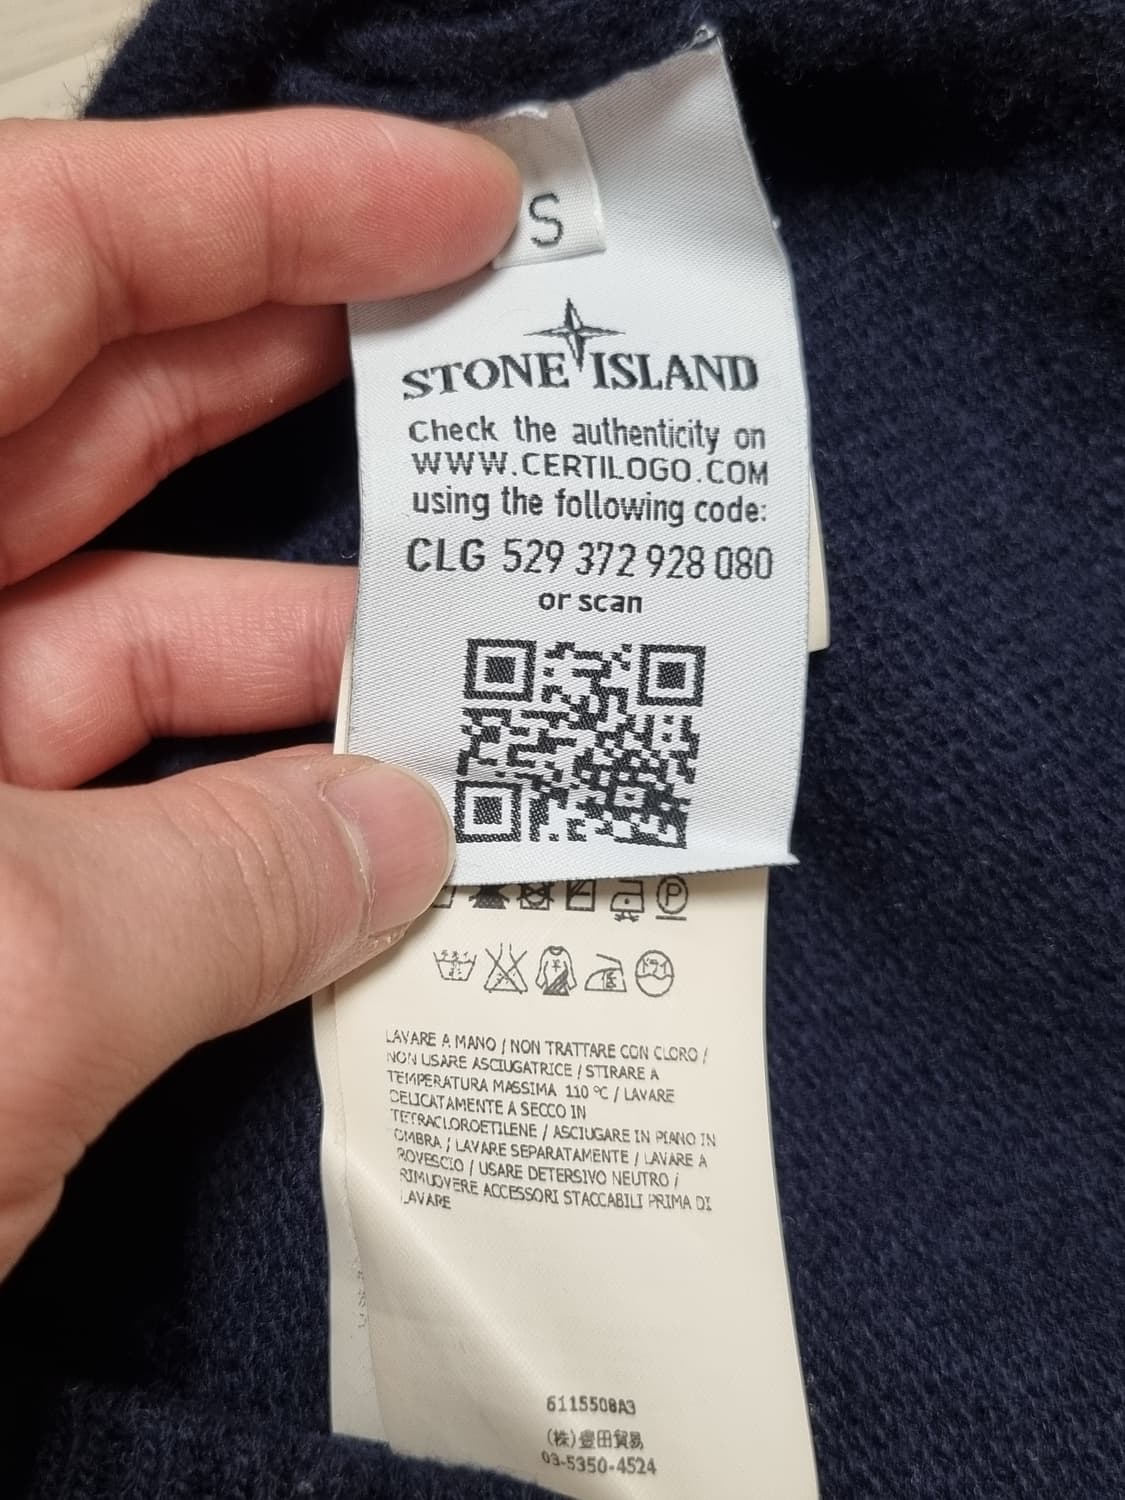 S
STONE ISLAND
Check the authenticity on
WWW.CERTILOGO.COM
using the following code:
CLG 529 372 928 080
or scan
P
ドライ
LAVARE A MANO / NON TRATTARE CON CLORO /
NON USARE ASCIUGATRICE / STIRARE A
TEMPERATURA MASSIMA 110 °C / LAVARE
DELICATAMENTE A SECCO IN
TETRACLOROETILENE / ASCIUGARE IN PIANO IN
OMBRA / LAVARE SEPARATAMENTE / LAVARE A
ROVESCIO / USARE DETERSIVO NEUTRO /
RIMUOVERE ACCESSORI STACCABILI PRIMA DI
LAVARE
6115508A3
(株)豊田貿易
03-5350-4524